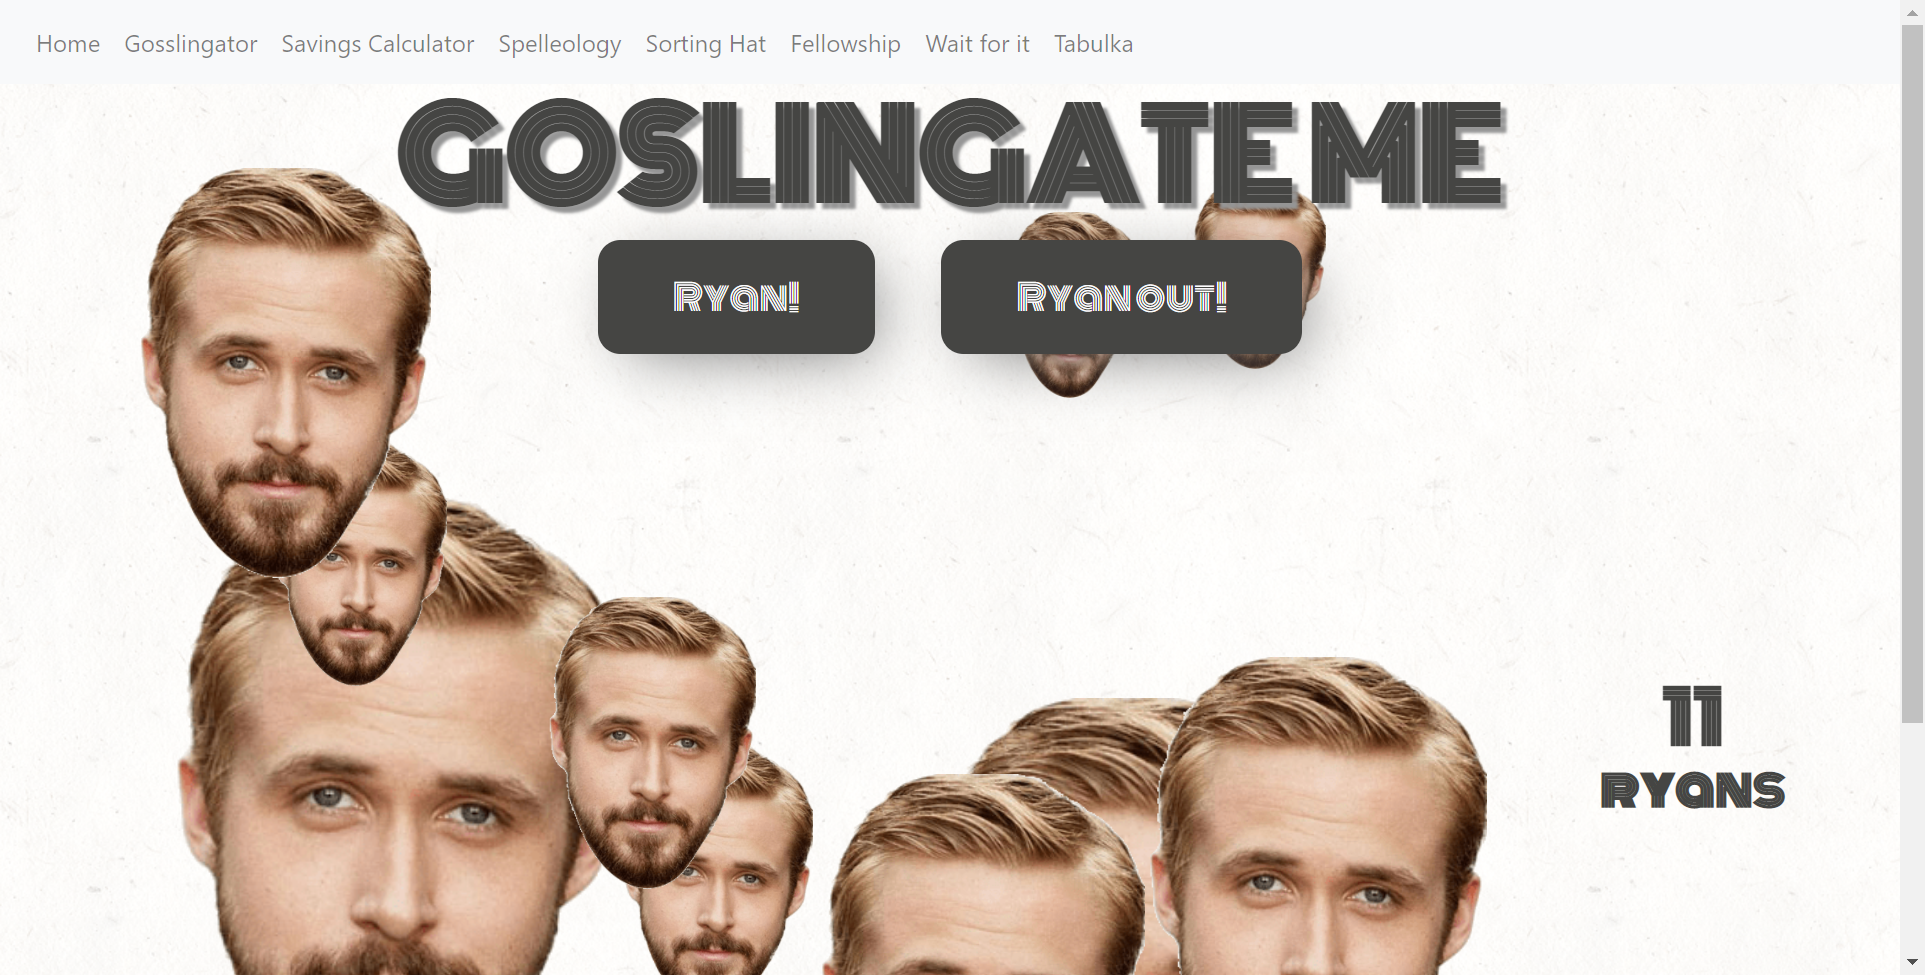 Home Gosslingator Savings Calculator Spelleology Sorting Hat Fellowship Wait for it Tabulka
GOSLINGATE ME
Ryan! Ryan out!
11
RYANS